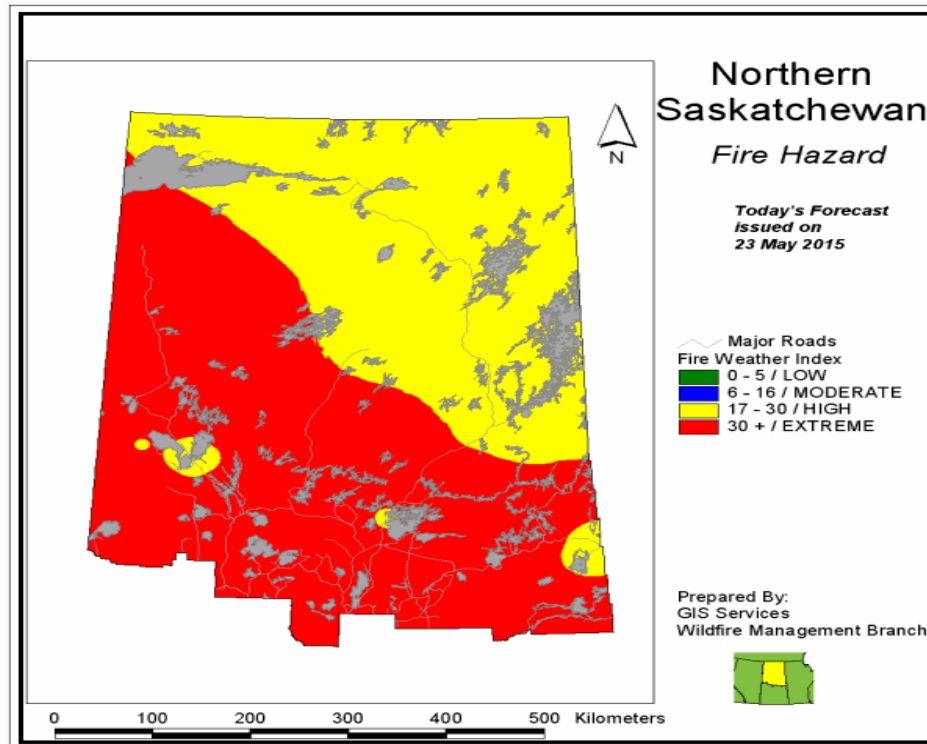 Northern
Saskatchewan
Fire Hazard
Today's Forecast
issued on
23 May 2015
N
Major Roads
Fire Weather Index
0 - 5 / LOW
6 - 16 / MODERATE
17 - 30 / HIGH
30 + / EXTREME
Prepared By:
GIS Services
Wildfire Management Branch
0 100 200 300 400 500 Kilometers